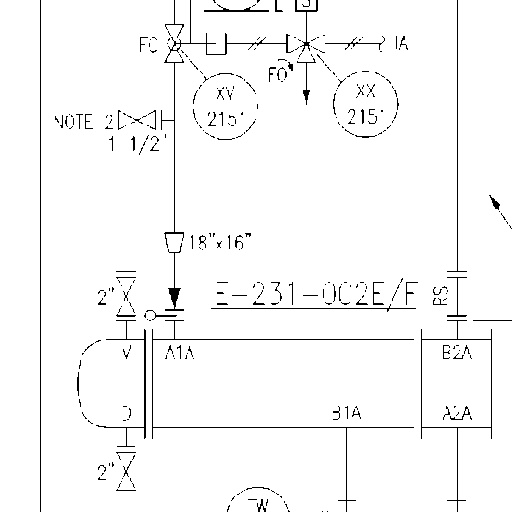 S
FC
IA
FO
XV
2151
XX
2151
NOTE 2
1 1/2"
18"x16"
2"
E-231-002E/F
RS
V
A1A
B2A
D
B1A
A2A
2"
TW